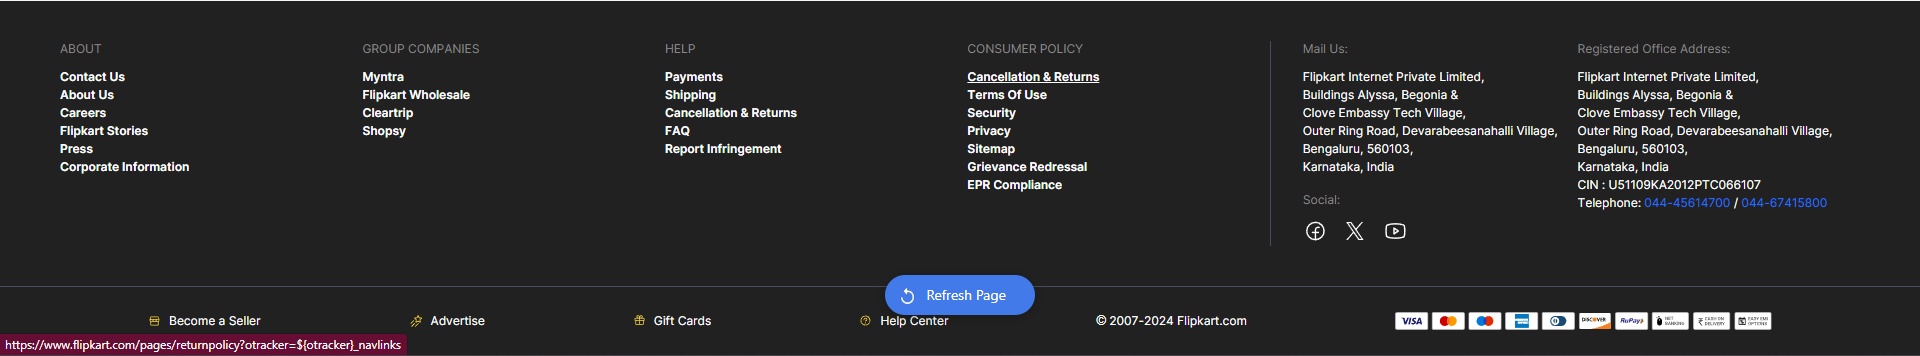 ABOUT
Contact Us
About Us
Careers
Flipkart Stories
Press
Corporate Information
GROUP COMPANIES
Myntra
Flipkart Wholesale
Cleartrip
Shopsy
HELP
Payments
Shipping
Cancellation & Returns
FAQ
Report Infringement
CONSUMER POLICY
Cancellation & Returns
Terms Of Use
Security
Privacy
Sitemap
Grievance Redressal
EPR Compliance
Mail Us:
Flipkart Internet Private Limited,
Buildings Alyssa, Begonia &
Clove Embassy Tech Village,
Outer Ring Road, Devarabeesanahalli Village,
Bengaluru, 560103,
Karnataka, India
Social:
Registered Office Address:
Flipkart Internet Private Limited,
Buildings Alyssa, Begonia &
Clove Embassy Tech Village,
Outer Ring Road, Devarabeesanahalli Village,
Bengaluru, 560103,
Karnataka, India
CIN : U51109KA2012PTC066107
Telephone: 044-45614700 / 044-67415800
Refresh Page
Become a Seller
Advertise
Gift Cards
Help Center
© 2007-2024 Flipkart.com
VISA
DISCOVER
RuPay
NET BANKING
CASH ON DELIVERY
EASY EMI OPTIONS
https://www.flipkart.com/pages/returnpolicy?otracker=${otracker}_navlinks